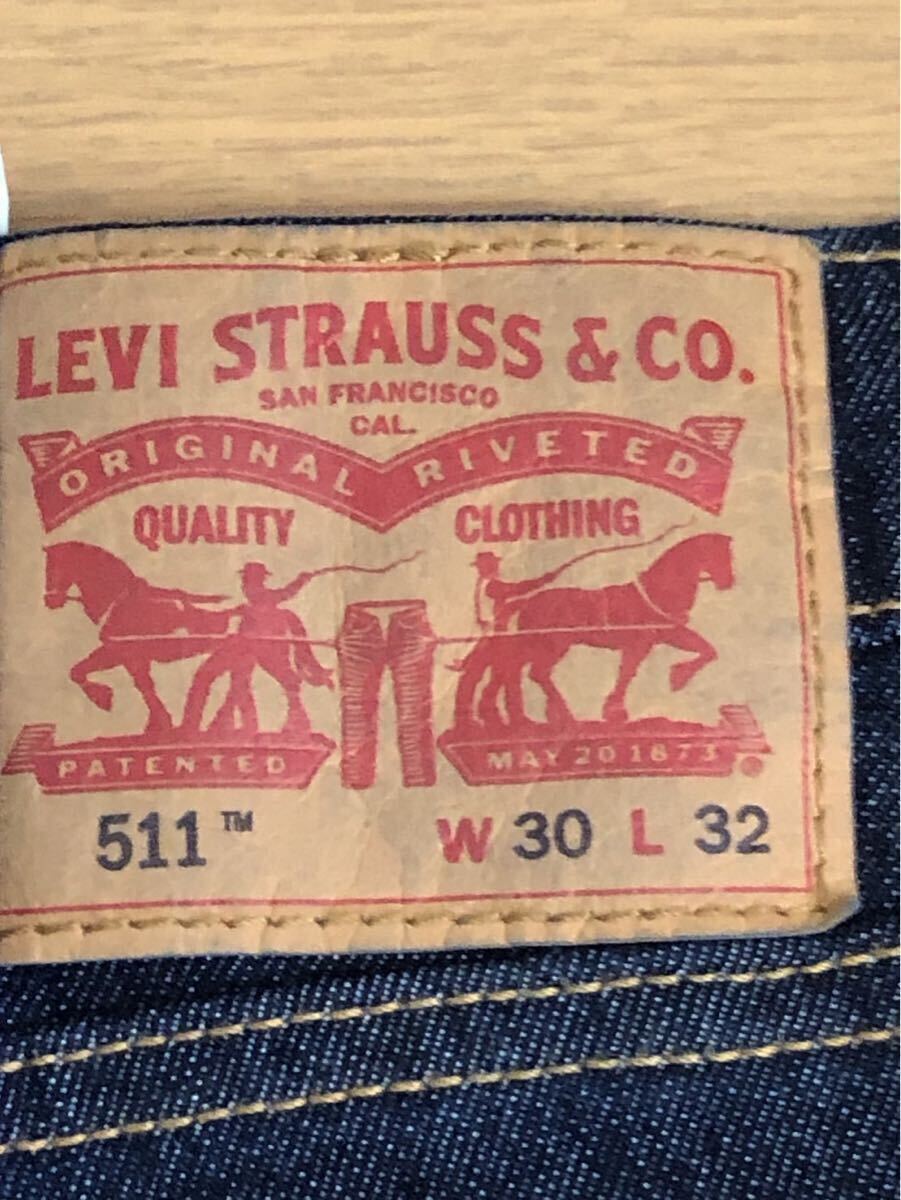 LEVI STRAUSS & CO.
SAN FRANCISCO
CAL.
ORIGINAL RIVETED
QUALITY CLOTHING
PATENTED MAY 20 1873
511™ W 30 L 32